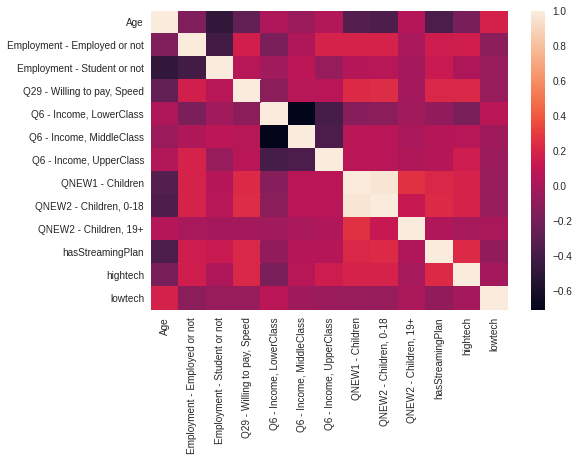 Age
Employment - Employed or not
Employment - Student or not
Q29 - Willing to pay, Speed
Q6 - Income, LowerClass
Q6 - Income, MiddleClass
Q6 - Income, UpperClass
QNEW1 - Children
QNEW2 - Children, 0-18
QNEW2 - Children, 19+
hasStreamingPlan
hightech
lowtech
Age
Employment - Employed or not
Employment - Student or not
Q29 - Willing to pay, Speed
Q6 - Income, LowerClass
Q6 - Income, MiddleClass
Q6 - Income, UpperClass
QNEW1 - Children
QNEW2 - Children, 0-18
QNEW2 - Children, 19+
hasStreamingPlan
hightech
lowtech
1.0
0.8
0.6
0.4
0.2
0.0
−0.2
−0.4
−0.6